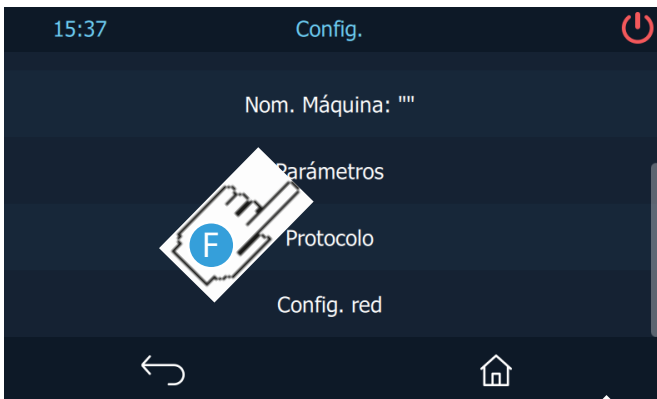 15:37 Config.
Nom. Máquina: ""
Parámetros
F Protocolo
Config. red